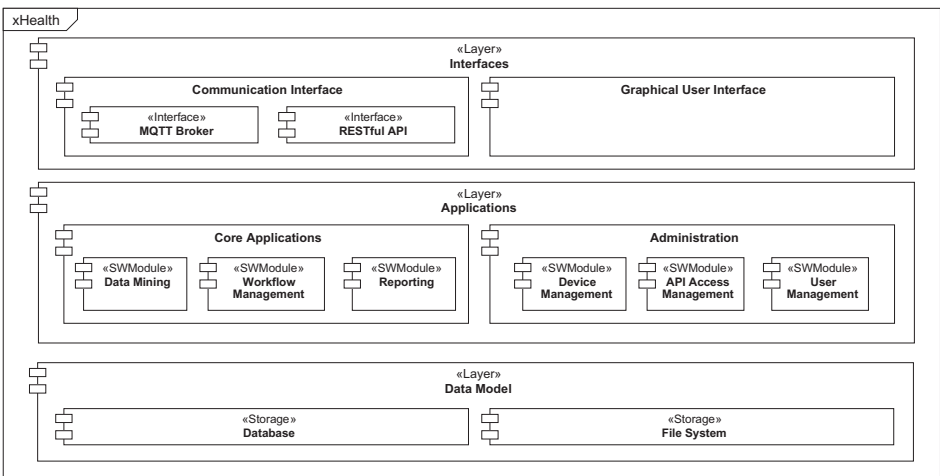 xHealth
«Layer»
Interfaces
Communication Interface
«Interface»
MQTT Broker
«Interface»
RESTful API
Graphical User Interface
«Layer»
Applications
Core Applications
«SWModule»
Data Mining
«SWModule»
Workflow
Management
«SWModule»
Reporting
Administration
«SWModule»
Device
Management
«SWModule»
API Access
Management
«SWModule»
User
Management
«Layer»
Data Model
«Storage»
Database
«Storage»
File System